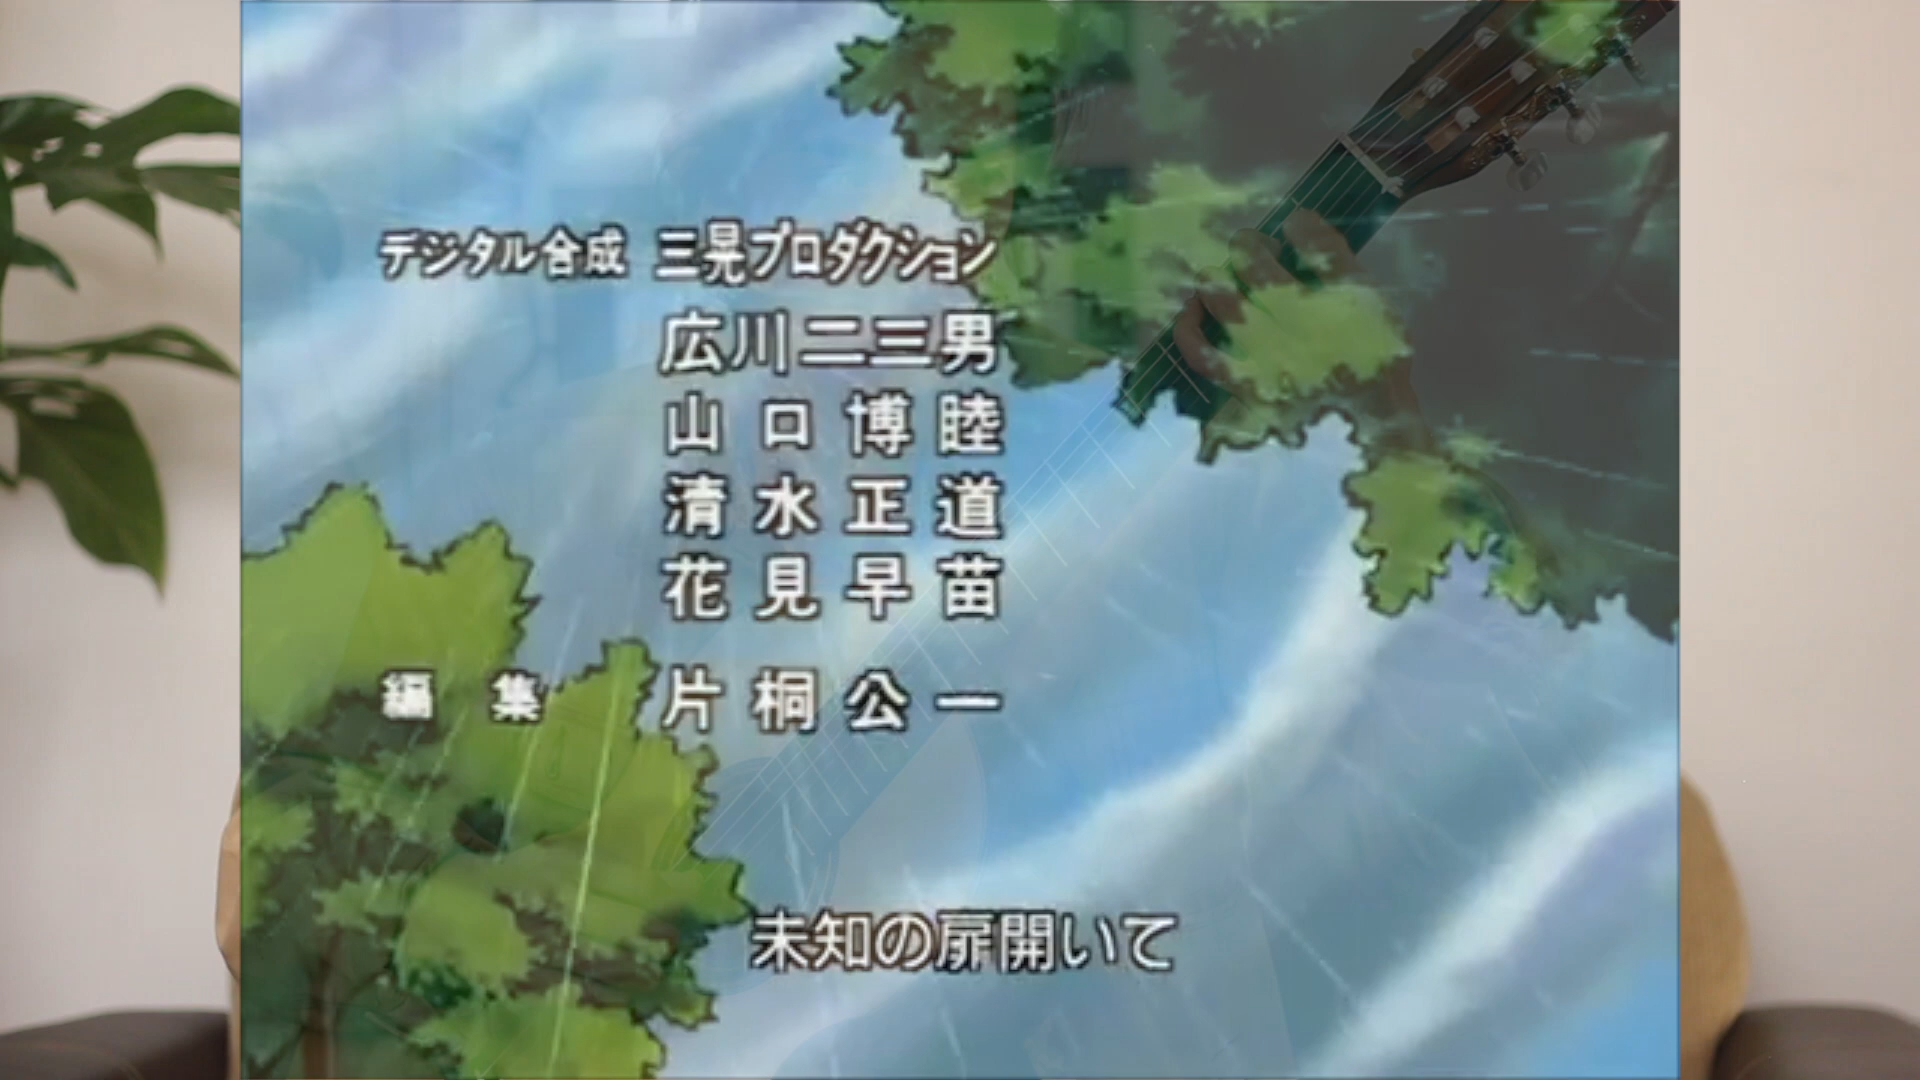 デジタル合成 三晃プロダクション
広川二三男
山口博睦
清水正道
花見早苗
編集 片桐公一
未知の扉開いて